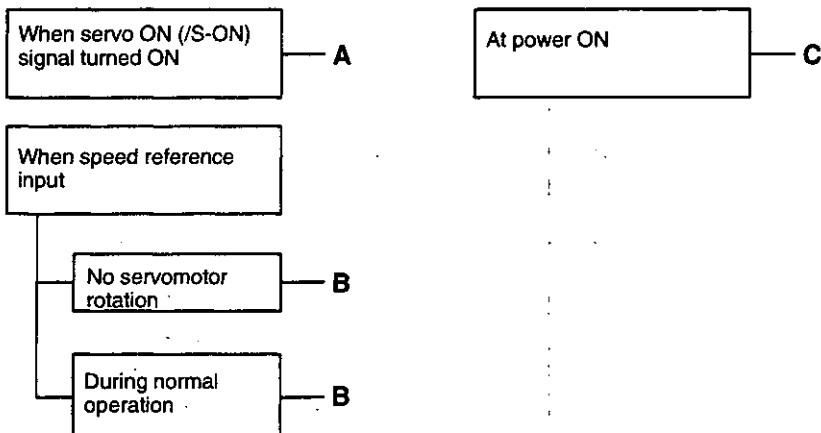 When servo ON (/S-ON)
signal turned ON
A
When speed reference
input
No servomotor
rotation
B
During normal
operation
B
At power ON
C